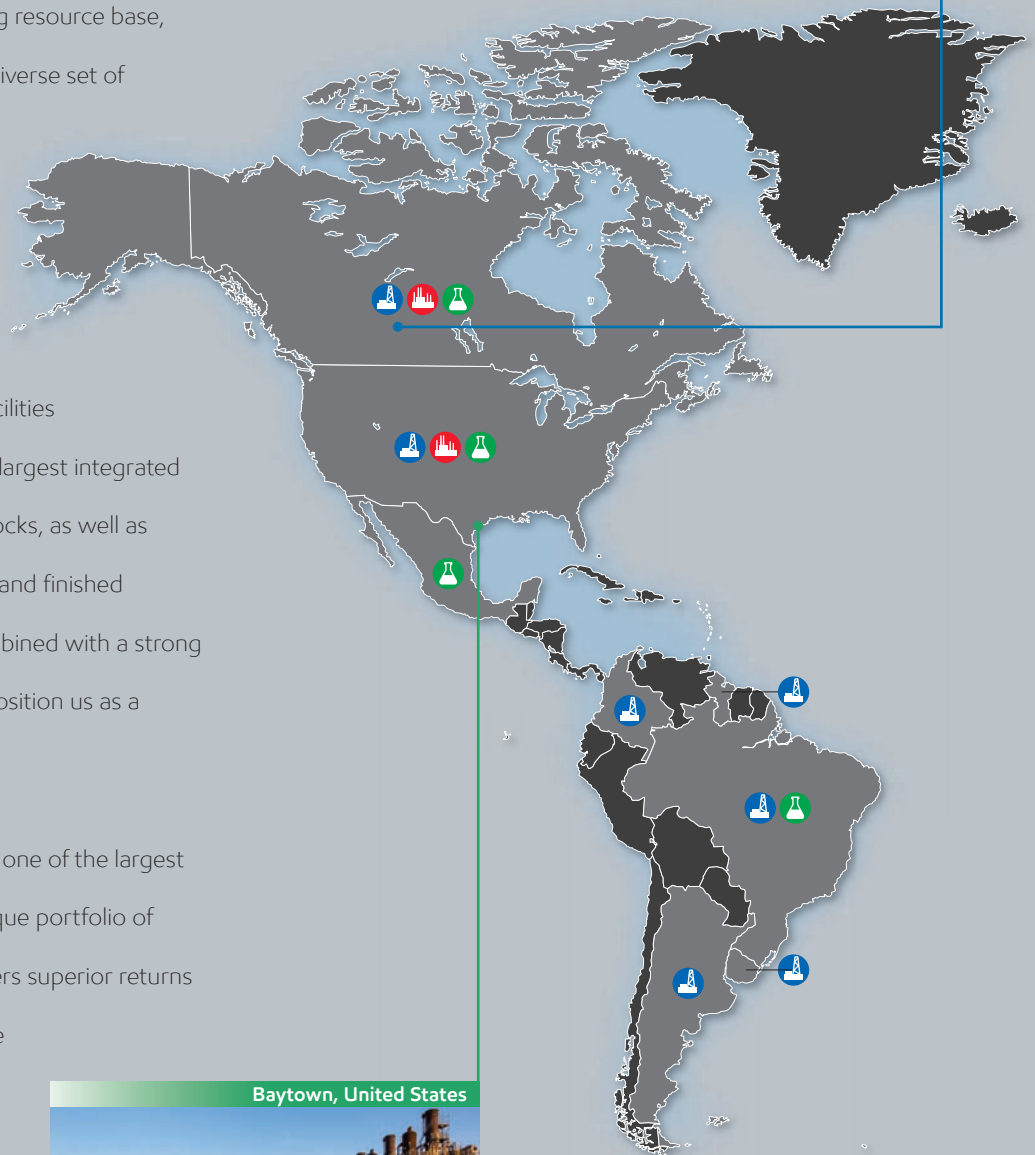 g resource base,
iverse set of
cilities
largest integrated
ocks, as well as
and finished
bined with a strong
osition us as a
one of the largest
que portfolio of
ers superior returns
e
Baytown, United States